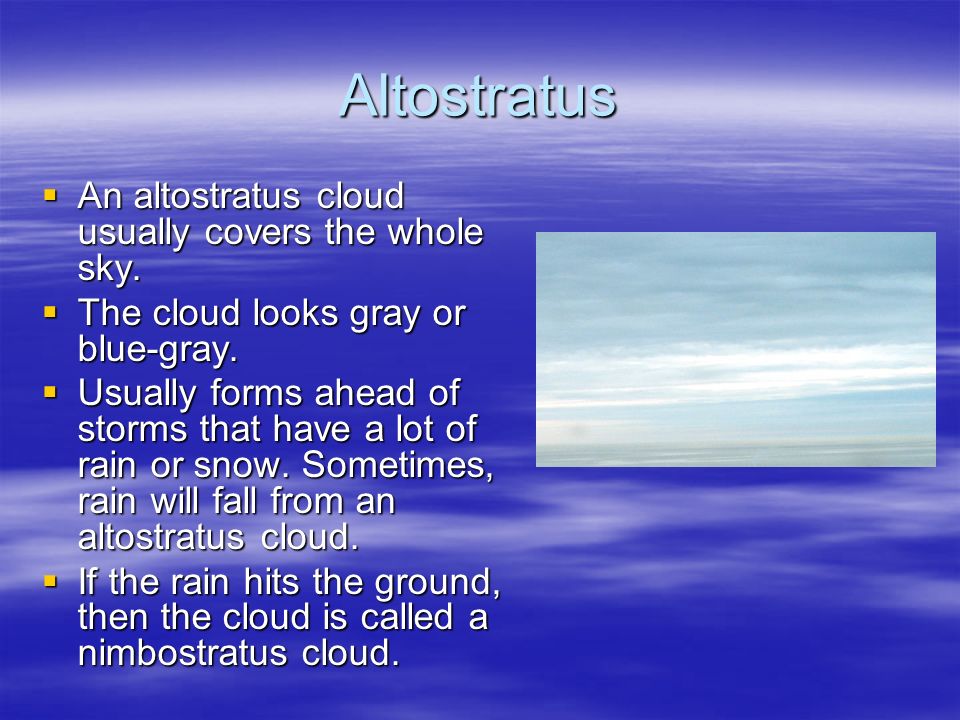 Altostratus
▪ An altostratus cloud
usually covers the whole
sky.
▪ The cloud looks gray or
blue-gray.
▪ Usually forms ahead of
storms that have a lot of
rain or snow. Sometimes,
rain will fall from an
altostratus cloud.
▪ If the rain hits the ground,
then the cloud is called a
nimbostratus cloud.